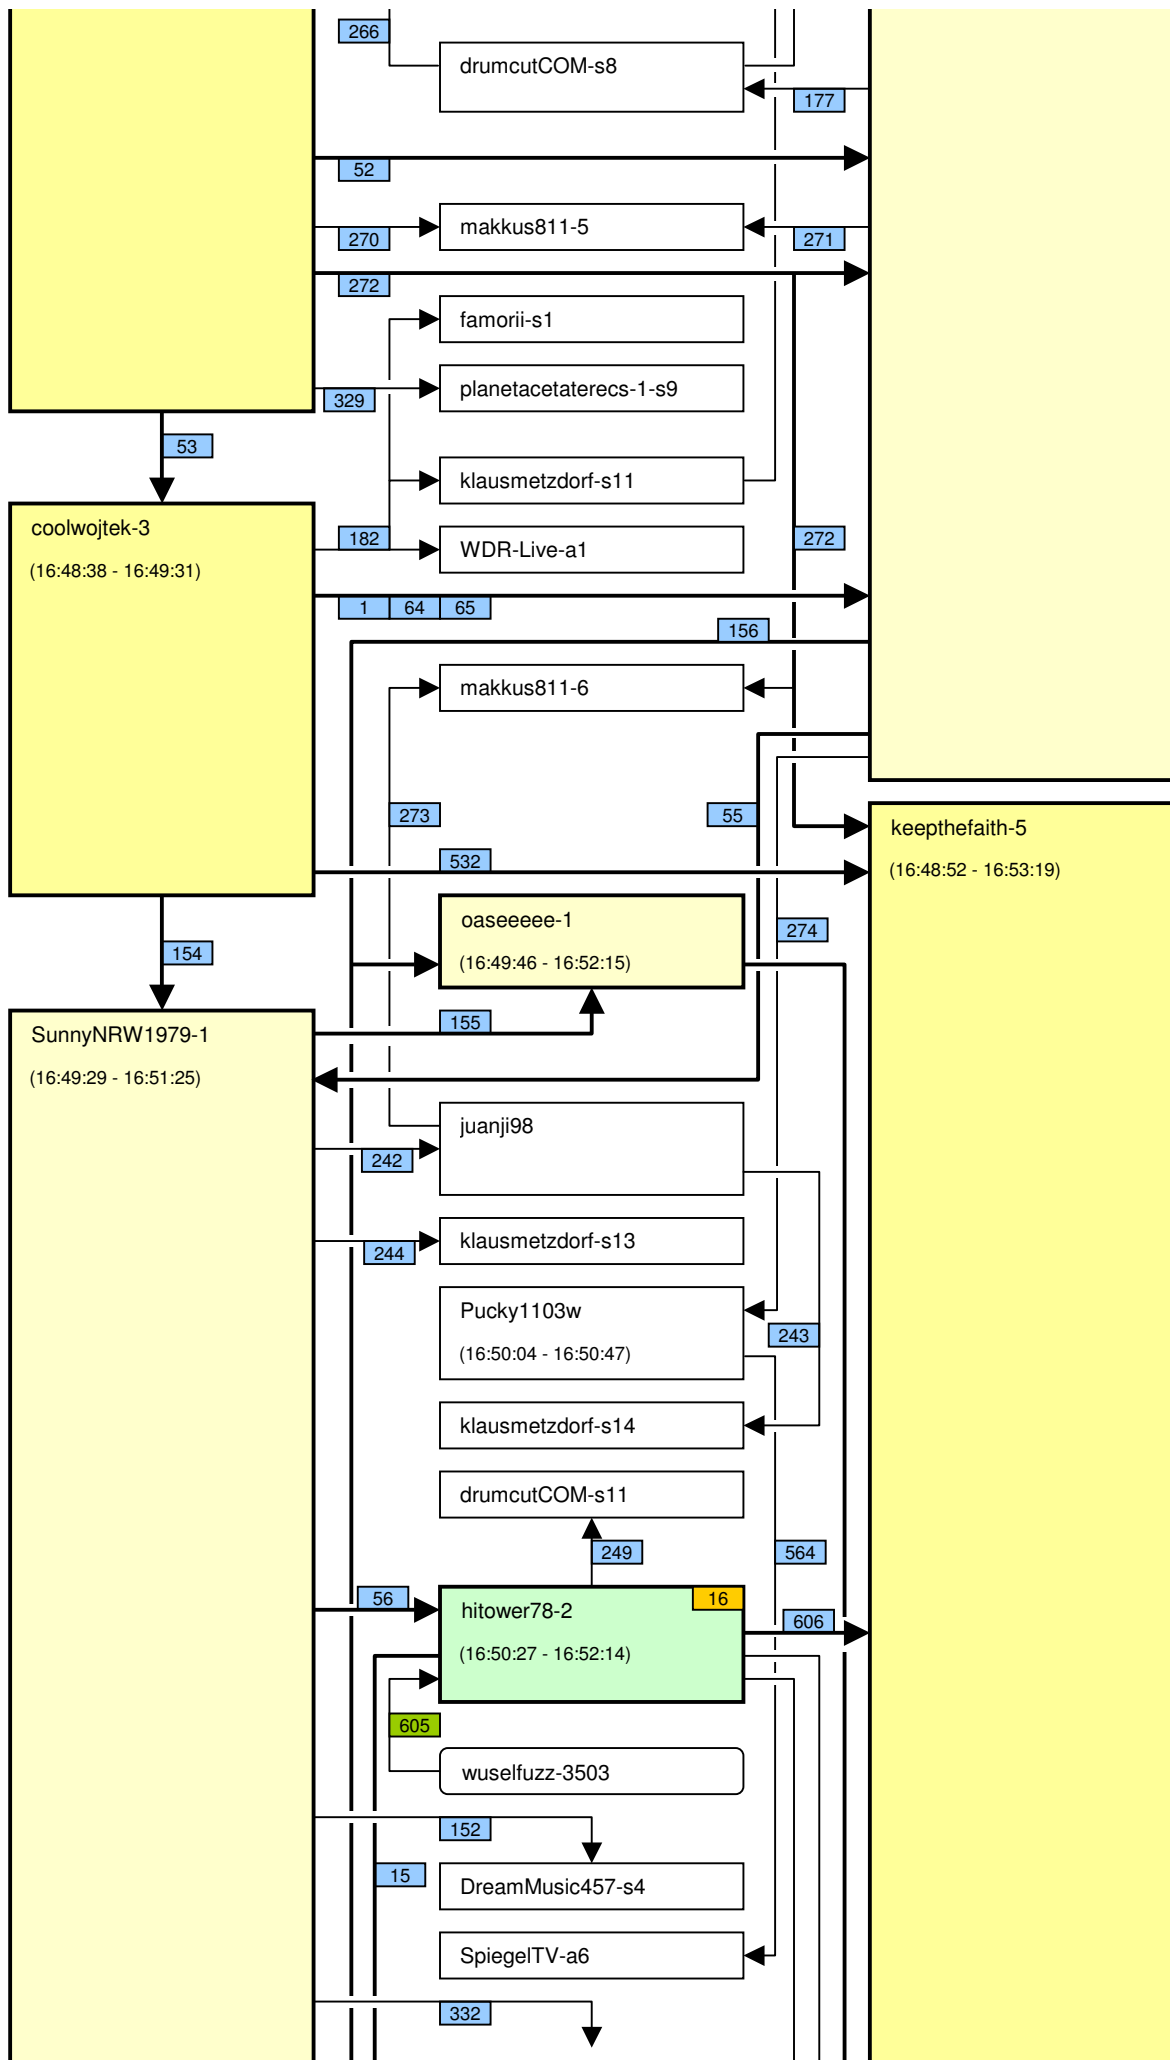 266
drumcutCOM-s8
177
52
makkus811-5
270
271
272
famorii-s1
planetacetaterecs-1-s9
329
53
klausmetzdorf-s11
coolwojtek-3
182
WDR-Live-a1
272
(16:48:38 - 16:49:31)
1
64
65
156
makkus811-6
273
55
keepthefaith-5
532
(16:48:52 - 16:53:19)
oaseeeee-1
274
154
(16:49:46 - 16:52:15)
155
SunnyNRW1979-1
(16:49:29 - 16:51:25)
juanji98
242
klausmetzdorf-s13
244
Pucky1103w
243
(16:50:04 - 16:50:47)
klausmetzdorf-s14
drumcutCOM-s11
249
564
56
16
hitower78-2
606
(16:50:27 - 16:52:14)
605
wuselfuzz-3503
152
15
DreamMusic457-s4
SpiegelTV-a6
332